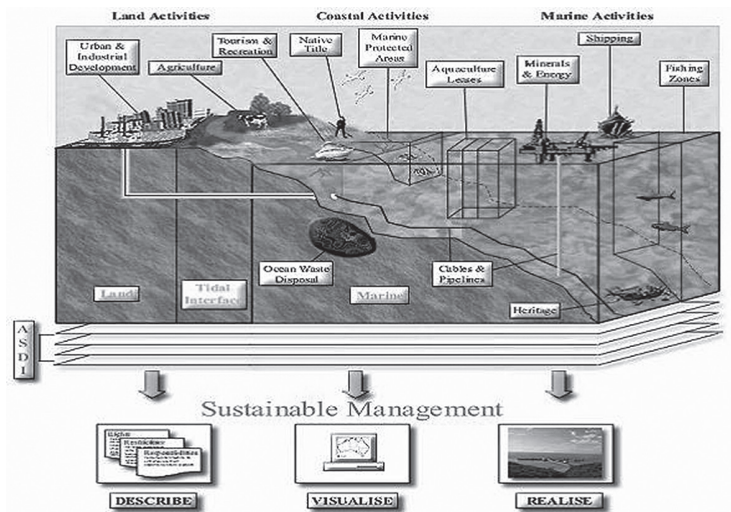 Land Activities
Coastal Activities
Marine Activities
Urban &
Industrial
Development
Agriculture
Tourism &
Recreation
Native
Title
Marine
Protected
Areas
Aquaculture
Leases
Minerals
& Energy
Shipping
Fishing
Zones
Ocean Waste
Disposal
Cables &
Pipelines
Heritage
Land
Tidal
Interface
Marine
A
S
D
I
Sustainable Management
Rights
Restrictions
Responsibilities
DESCRIBE
VISUALISE
REALISE